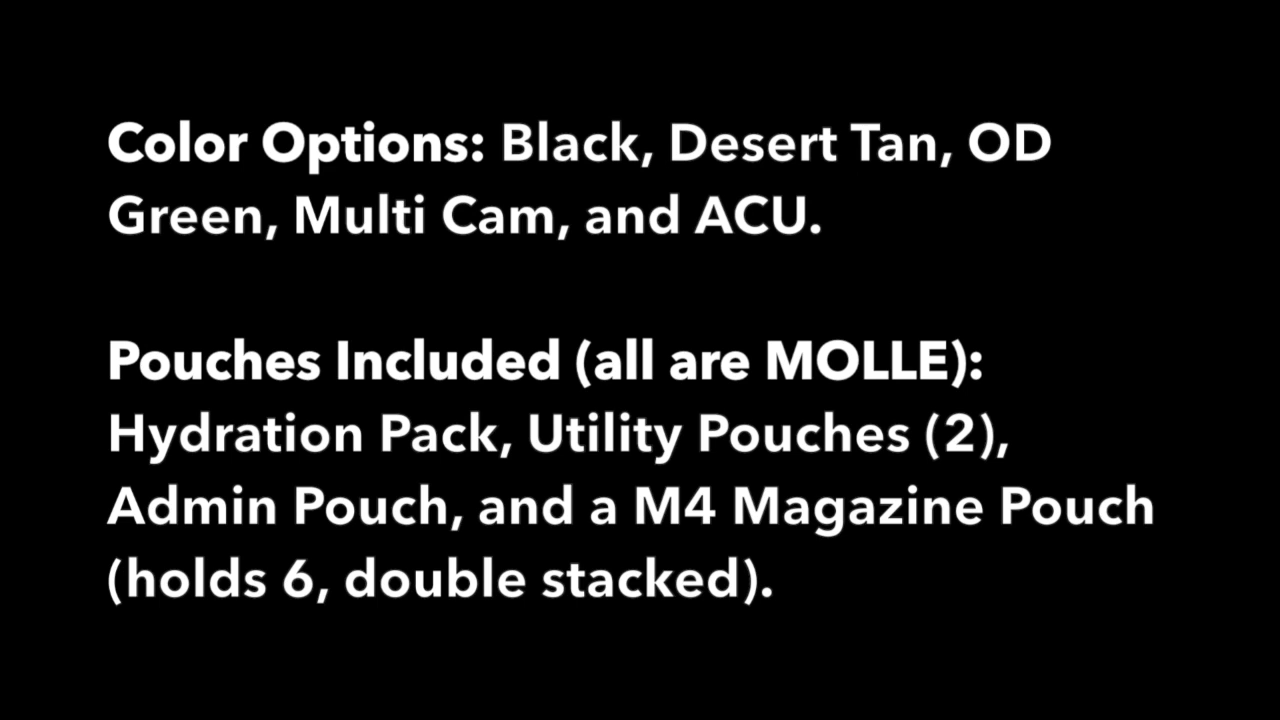 Color Options: Black, Desert Tan, OD
Green, Multi Cam, and ACU.
Pouches Included (all are MOLLE):
Hydration Pack, Utility Pouches (2),
Admin Pouch, and a M4 Magazine Pouch
(holds 6, double stacked).